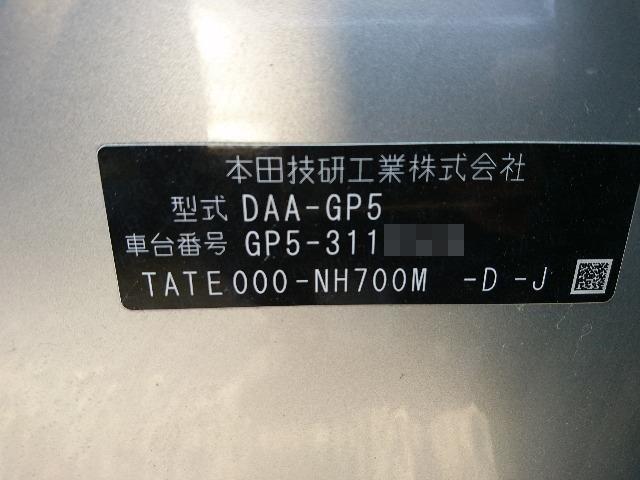 本田技研工業株式会社
型式 DAA-GP5
車台番号 GP5-311
TATE000-NH700M -D -J